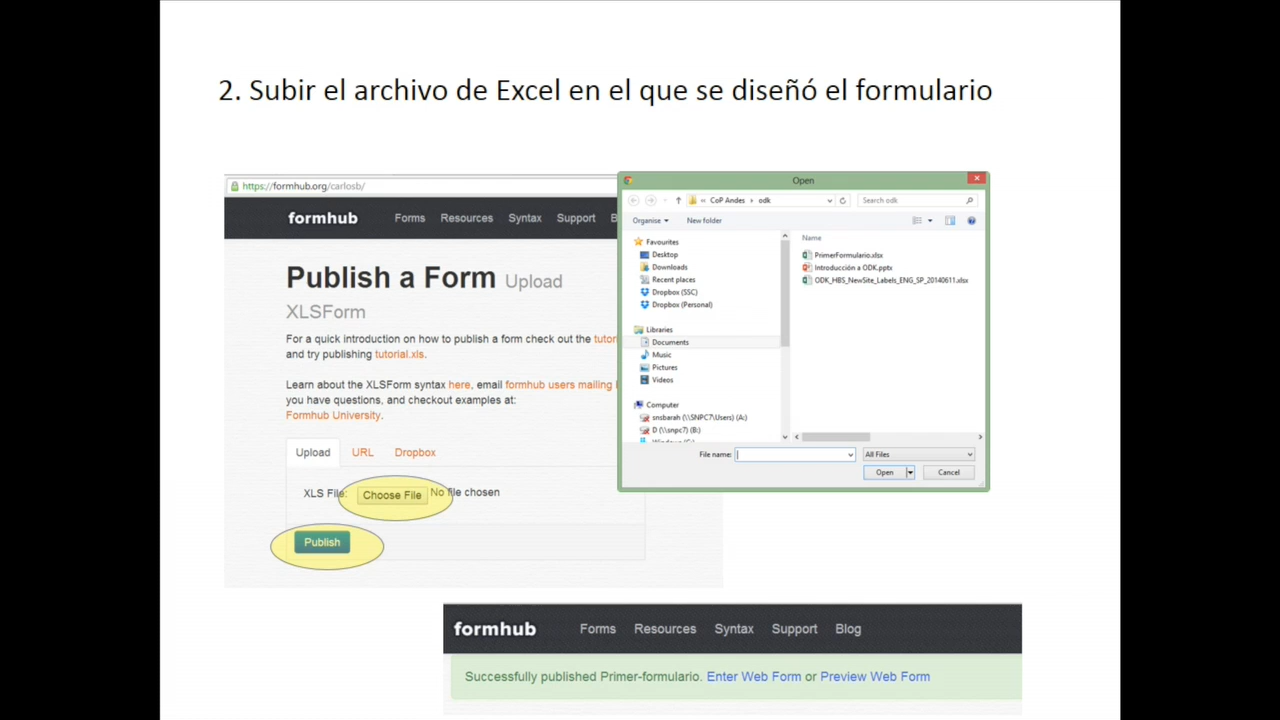 2. Subir el archivo de Excel en el que se diseñó el formulario
https://formhub.org/carlosb/
formhub Forms Resources Syntax Support B
Publish a Form Upload
XLSForm
For a quick introduction on how to publish a form check out the tutor
and try publishing tutorial.xls.
Learn about the XLSForm syntax here, email formhub users mailing
you have questions, and checkout examples at:
Formhub University.
Upload URL Dropbox
XLS File: Choose File No file chosen
Publish
Open
« CoP Andes odk Search odk
Organise New folder
Favourites
Desktop
Downloads
Recent places
Dropbox (SSC)
Dropbox (Personal)
Libraries
Documents
Music
Pictures
Videos
Computer
snsbarah (\\SNPC7\Users) (A:)
D (\\snpc7) (B:)
Name
PrimerFormulario.xlsx
Introducción a ODK.pptx
ODK_HBS_NewSite_Labels_ENG_SP_20140611.xlsx
File name: All Files
Open Cancel
formhub Forms Resources Syntax Support Blog
Successfully published Primer-formulario. Enter Web Form or Preview Web Form